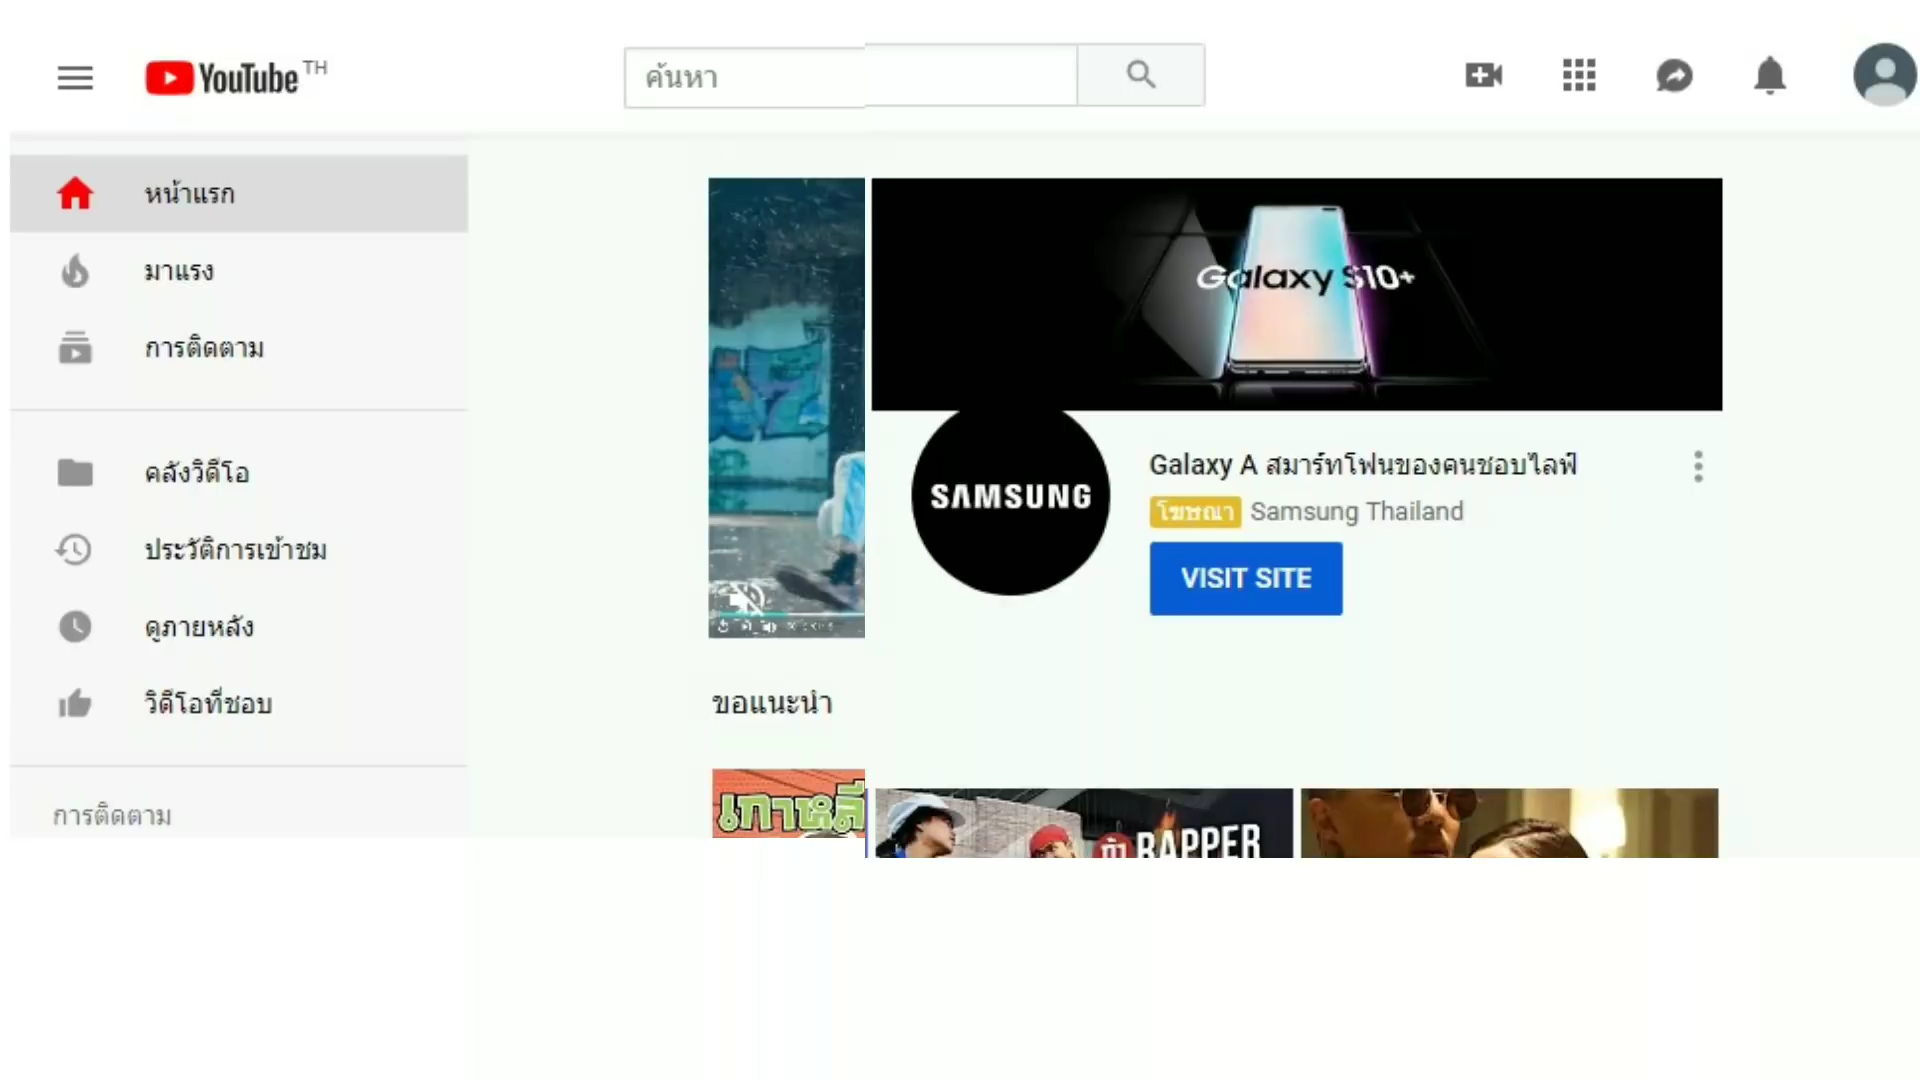 YouTube TH
ค้นหา
หน้าแรก
มาแรง
การติดตาม
คลังวิดีโอ
ประวัติการเข้าชม
ดูภายหลัง
วิดีโอที่ชอบ
การติดตาม
Galaxy S10+
SAMSUNG
Galaxy A สมาร์ทโฟนของคนชอบไลฟ์
โฆษณา Samsung Thailand
VISIT SITE
ขอแนะนำ
เกาหลี
RAPPER